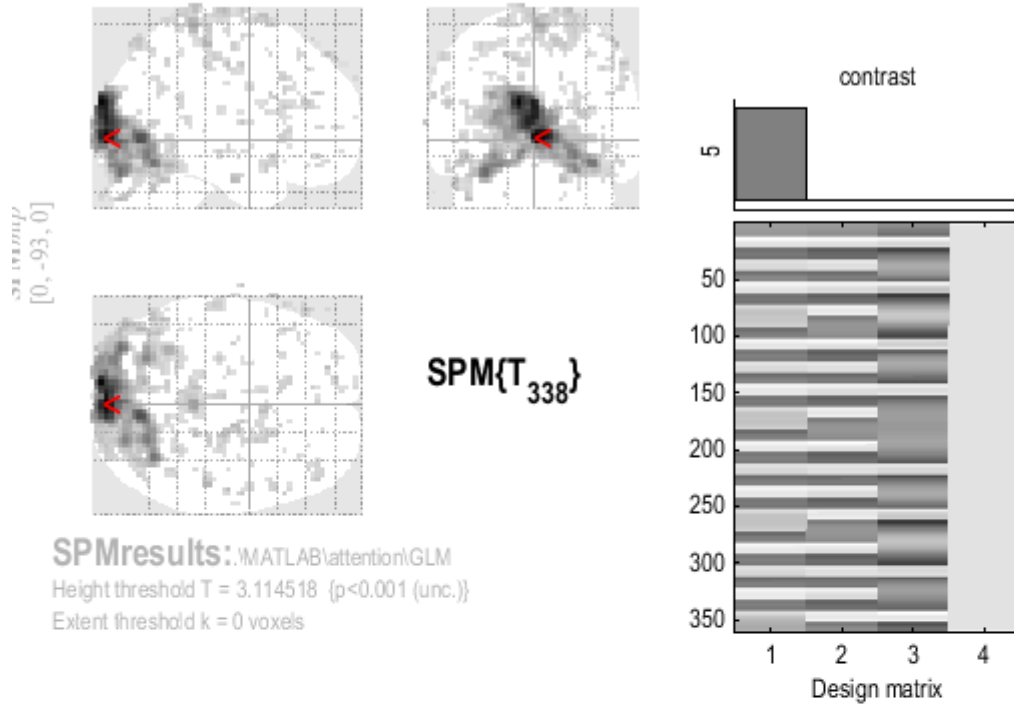 contrast
5
[0, -93, 0]
SPM{T338}
50
100
150
200
250
300
350
1 2 3 4
Design matrix
SPMresults: .\MATLAB\attention\GLM
Height threshold T = 3.114518 {p<0.001 (unc.)}
Extent threshold k = 0 voxels